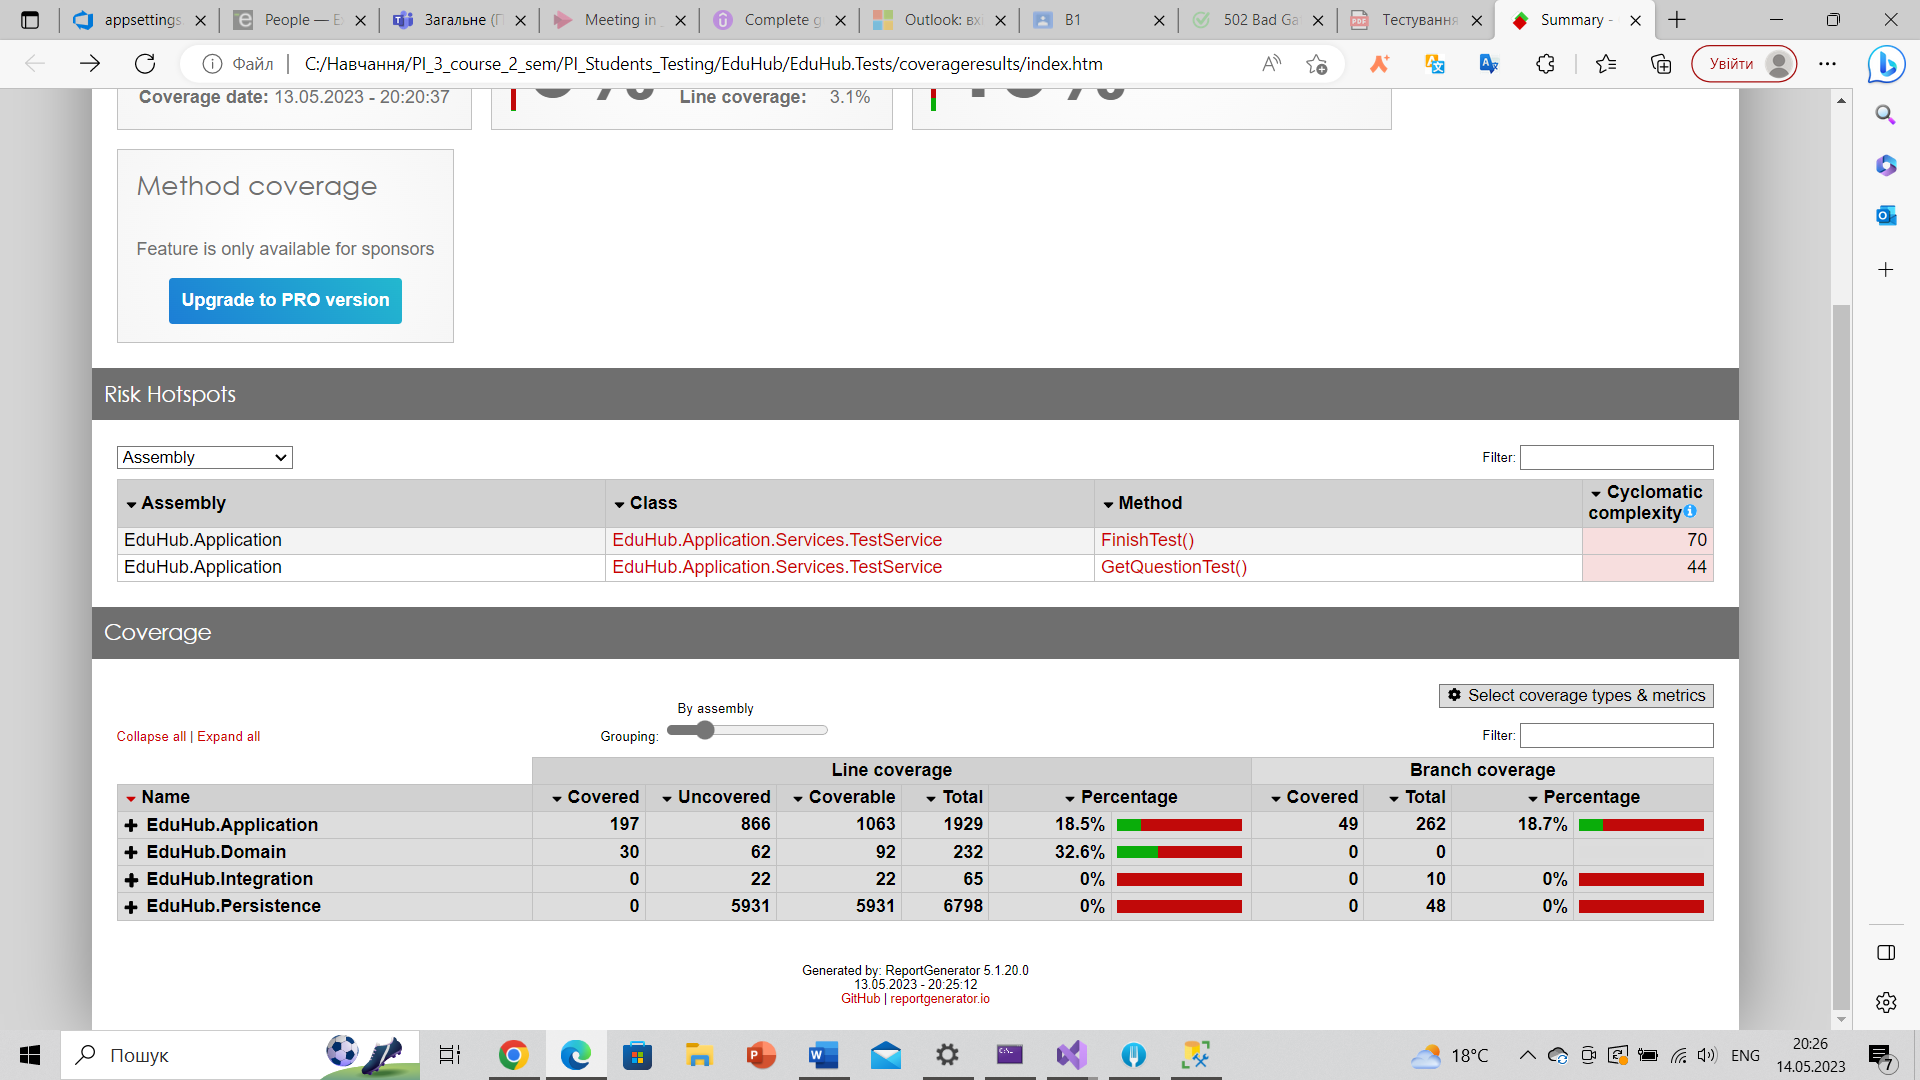 appsettings
People — E
Загальне (Г
Meeting in
Complete g
Outlook: вхі
B1
502 Bad Ga
Тестування
Summary -
Файл
C:/Навчання/PI_3_course_2_sem/PI_Students_Testing/EduHub/EduHub.Tests/coverageresults/index.htm
Увійти
Coverage date: 13.05.2023 - 20:20:37
Line coverage: 3.1%
Method coverage
Feature is only available for sponsors
Upgrade to PRO version
Risk Hotspots
Assembly
Filter:
Assembly Class Method Cyclomatic complexity
EduHub.Application EduHub.Application.Services.TestService FinishTest() 70
EduHub.Application EduHub.Application.Services.TestService GetQuestionTest() 44
Coverage
Select coverage types & metrics
By assembly
Collapse all | Expand all
Grouping:
Filter:
Line coverage Branch coverage
Name Covered Uncovered Coverable Total Percentage Covered Total Percentage
EduHub.Application 197 866 1063 1929 18.5% 49 262 18.7%
EduHub.Domain 30 62 92 232 32.6% 0 0
EduHub.Integration 0 22 22 65 0% 0 10 0%
EduHub.Persistence 0 5931 5931 6798 0% 0 48 0%
Generated by: ReportGenerator 5.1.20.0
13.05.2023 - 20:25:12
GitHub | reportgenerator.io
Пошук
18°C
ENG
20:26
14.05.2023
7